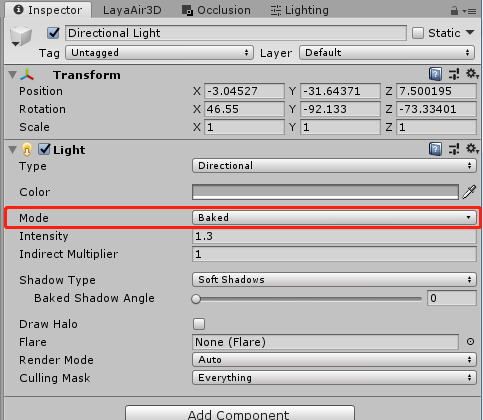 Inspector LayaAir3D Occlusion Lighting
Directional Light Static
Tag Untagged Layer Default
Transform
Position X -3.04527 Y -31.64371 Z 7.500195
Rotation X 46.55 Y -92.133 Z -73.33401
Scale X 1 Y 1 Z 1
Light
Type Directional
Color
Mode Baked
Intensity 1.3
Indirect Multiplier 1
Shadow Type Soft Shadows
Baked Shadow Angle 0
Draw Halo
Flare None (Flare)
Render Mode Auto
Culling Mask Everything
Add Component